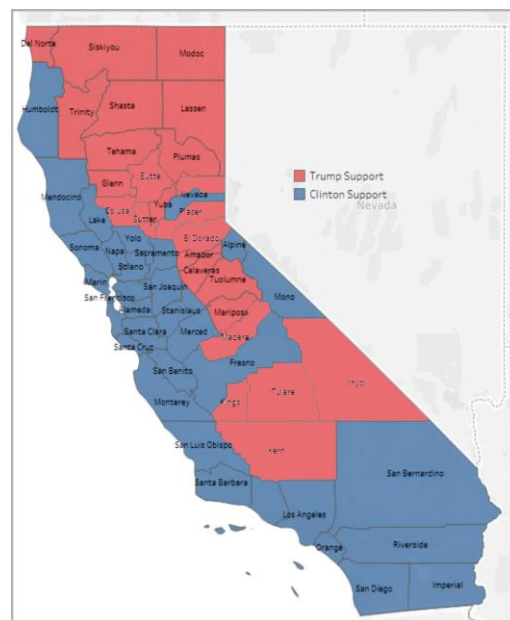 Del Norte
Siskiyou
Modoc
Humboldt
Trinity
Shasta
Lassen
Tehama
Plumas
Glenn
Butte
Mendocino
Lake
Colusa
Sutter
Yuba
Nevada
Placer
Trump Support
Clinton Support
Nevada
Sonoma
Napa
Yolo
Sacramento
El Dorado
Alpine
Amador
Solano
Calaveras
Marin
San Joaquin
Tuolumne
Mono
San Francisco
Alameda
Stanislaus
Mariposa
Santa Clara
Merced
Madera
Santa Cruz
Fresno
San Benito
Monterey
Kings
Tulare
Inyo
San Luis Obispo
Kern
San Bernardino
Santa Barbara
Los Angeles
Orange
Riverside
San Diego
Imperial